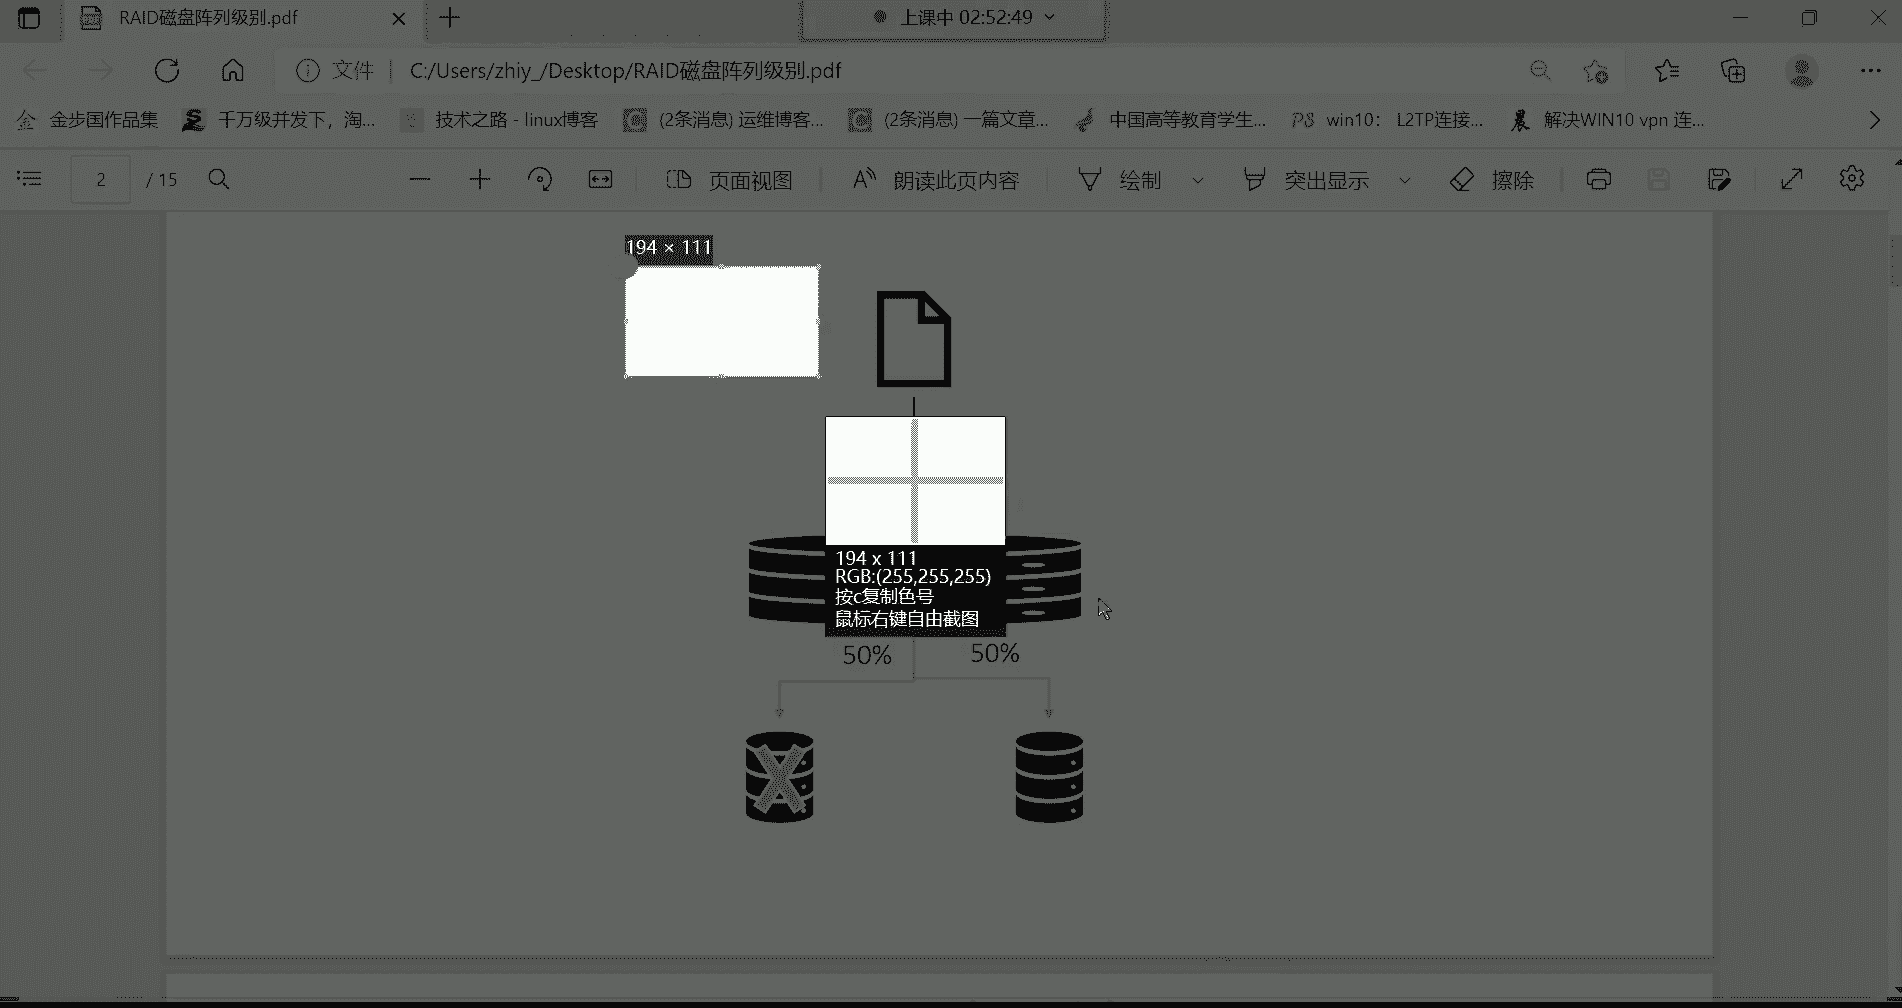 RAID磁盘阵列级别.pdf
上课中 02:52:49
文件
C:/Users/zhiy_/Desktop/RAID磁盘阵列级别.pdf
金 金步国作品集
千万级并发下，淘...
技术之路 - linux博客
(2条消息) 运维博客...
(2条消息) 一篇文章...
中国高等教育学生...
PS win10： L2TP连接...
解决WIN10 vpn 连...
2 / 15
页面视图
朗读此页内容
绘制
突出显示
擦除
194 × 111
194 x 111
RGB:(255,255,255)
按c复制色号
鼠标右键自由截图
50%
50%